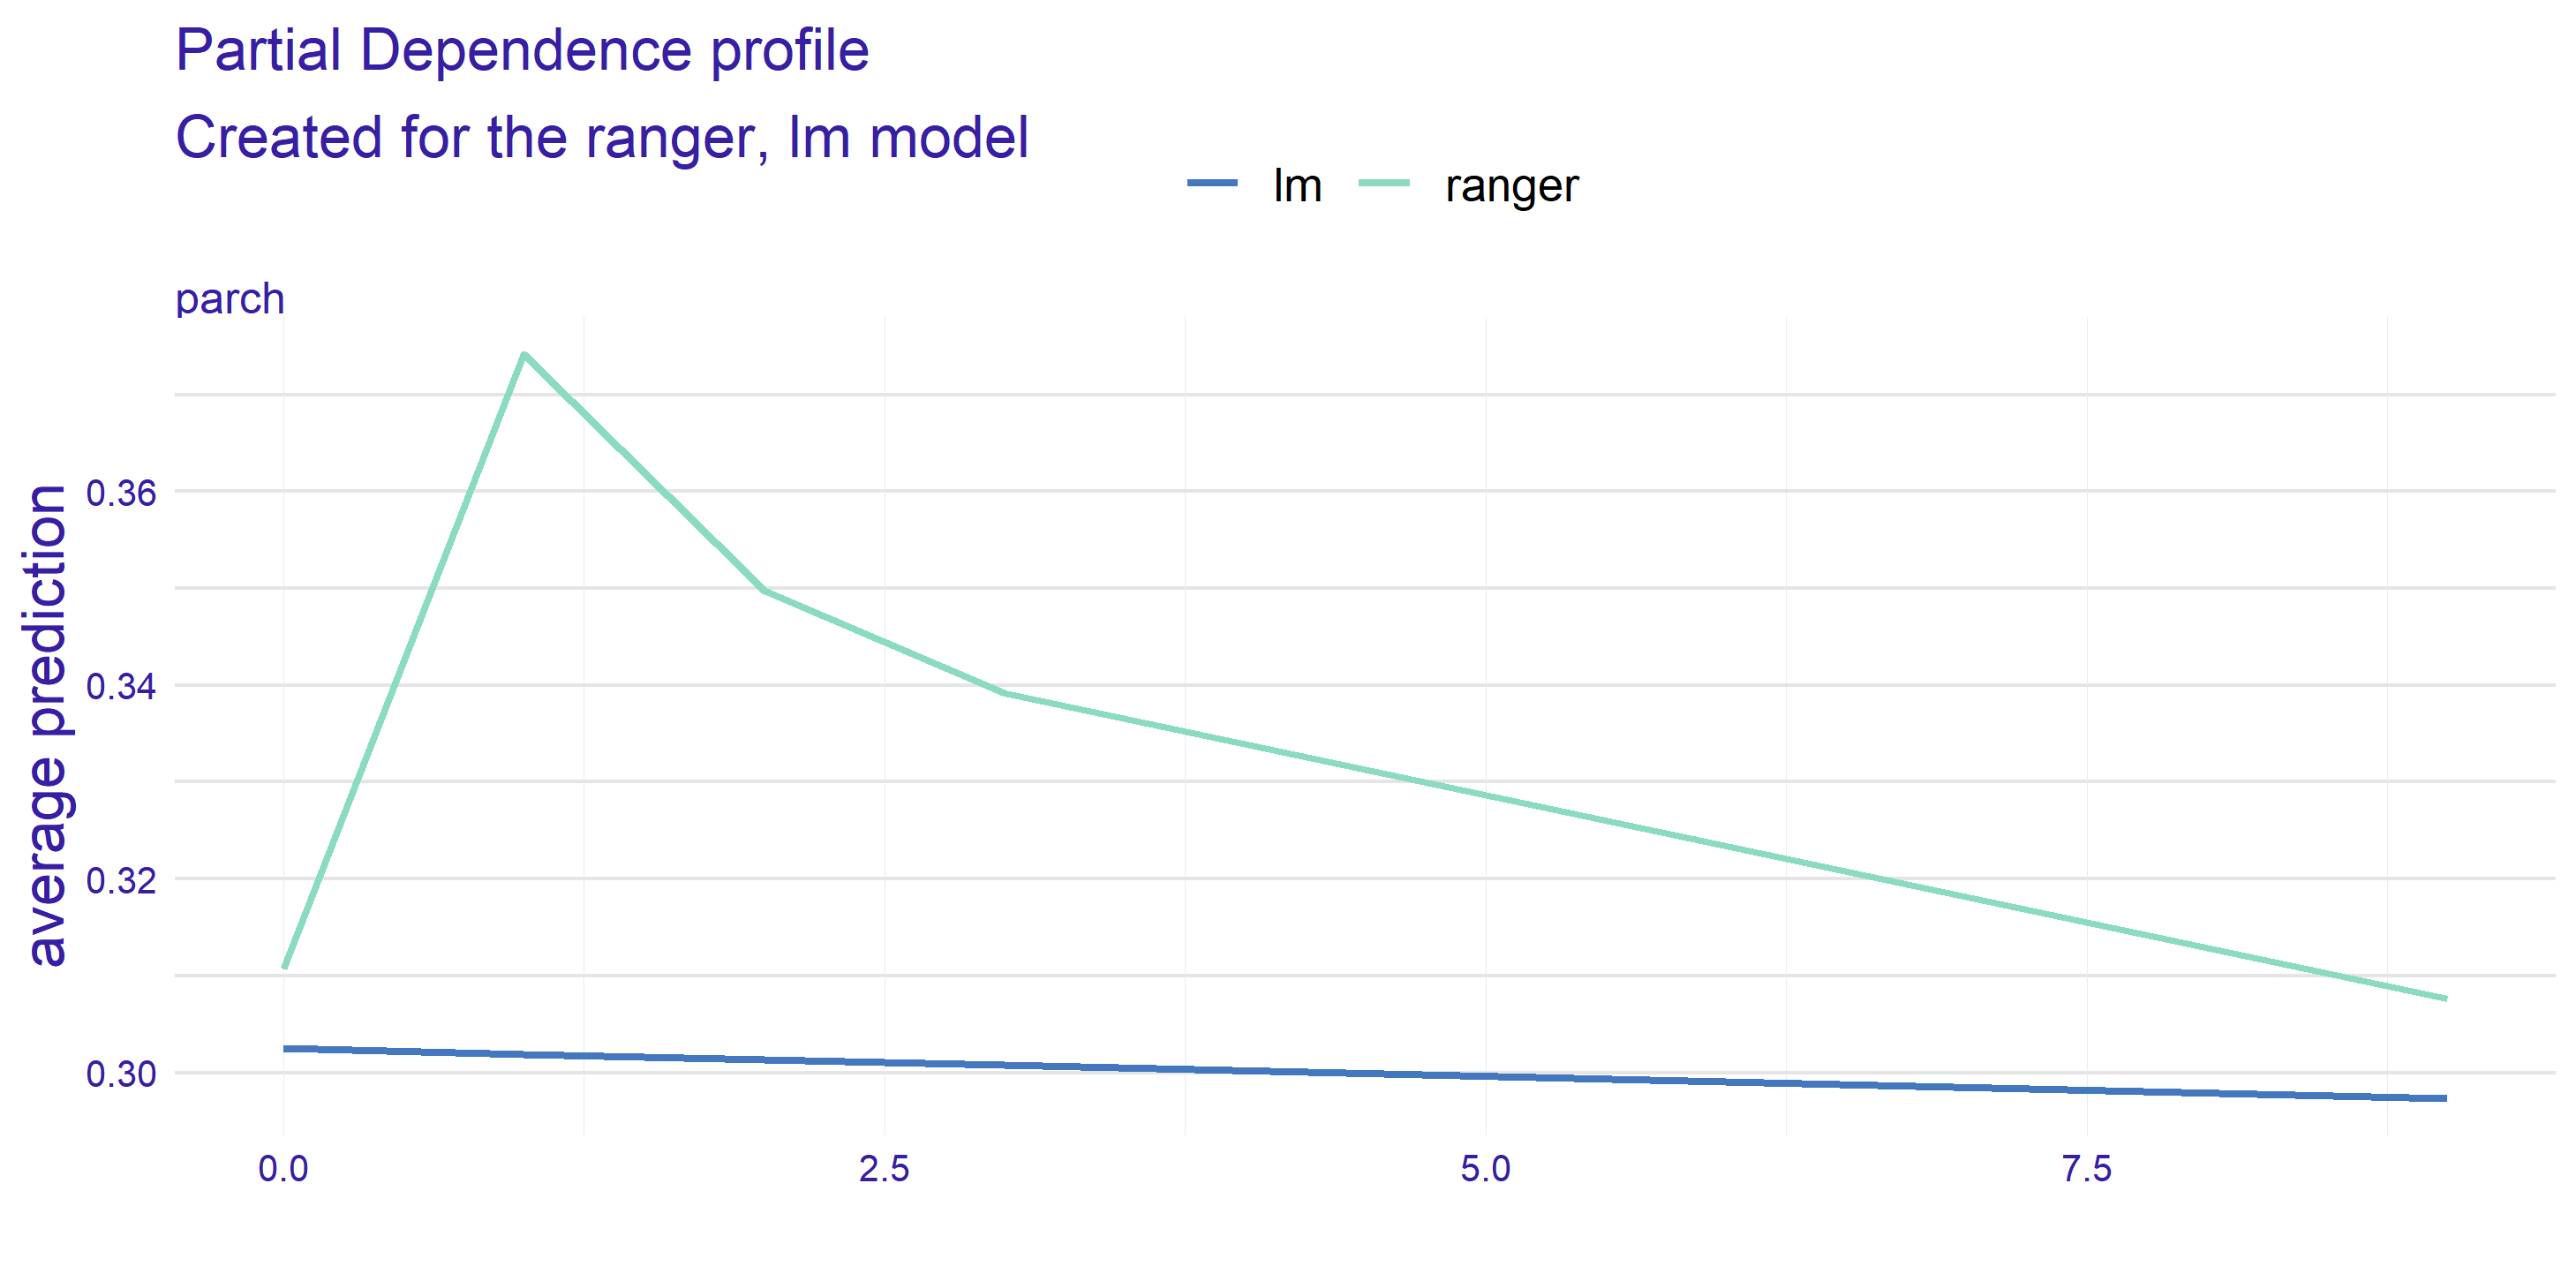 Partial Dependence profile
Created for the ranger, lm model
lm ranger
parch
average prediction
0.36
0.34
0.32
0.30
0.0 2.5 5.0 7.5